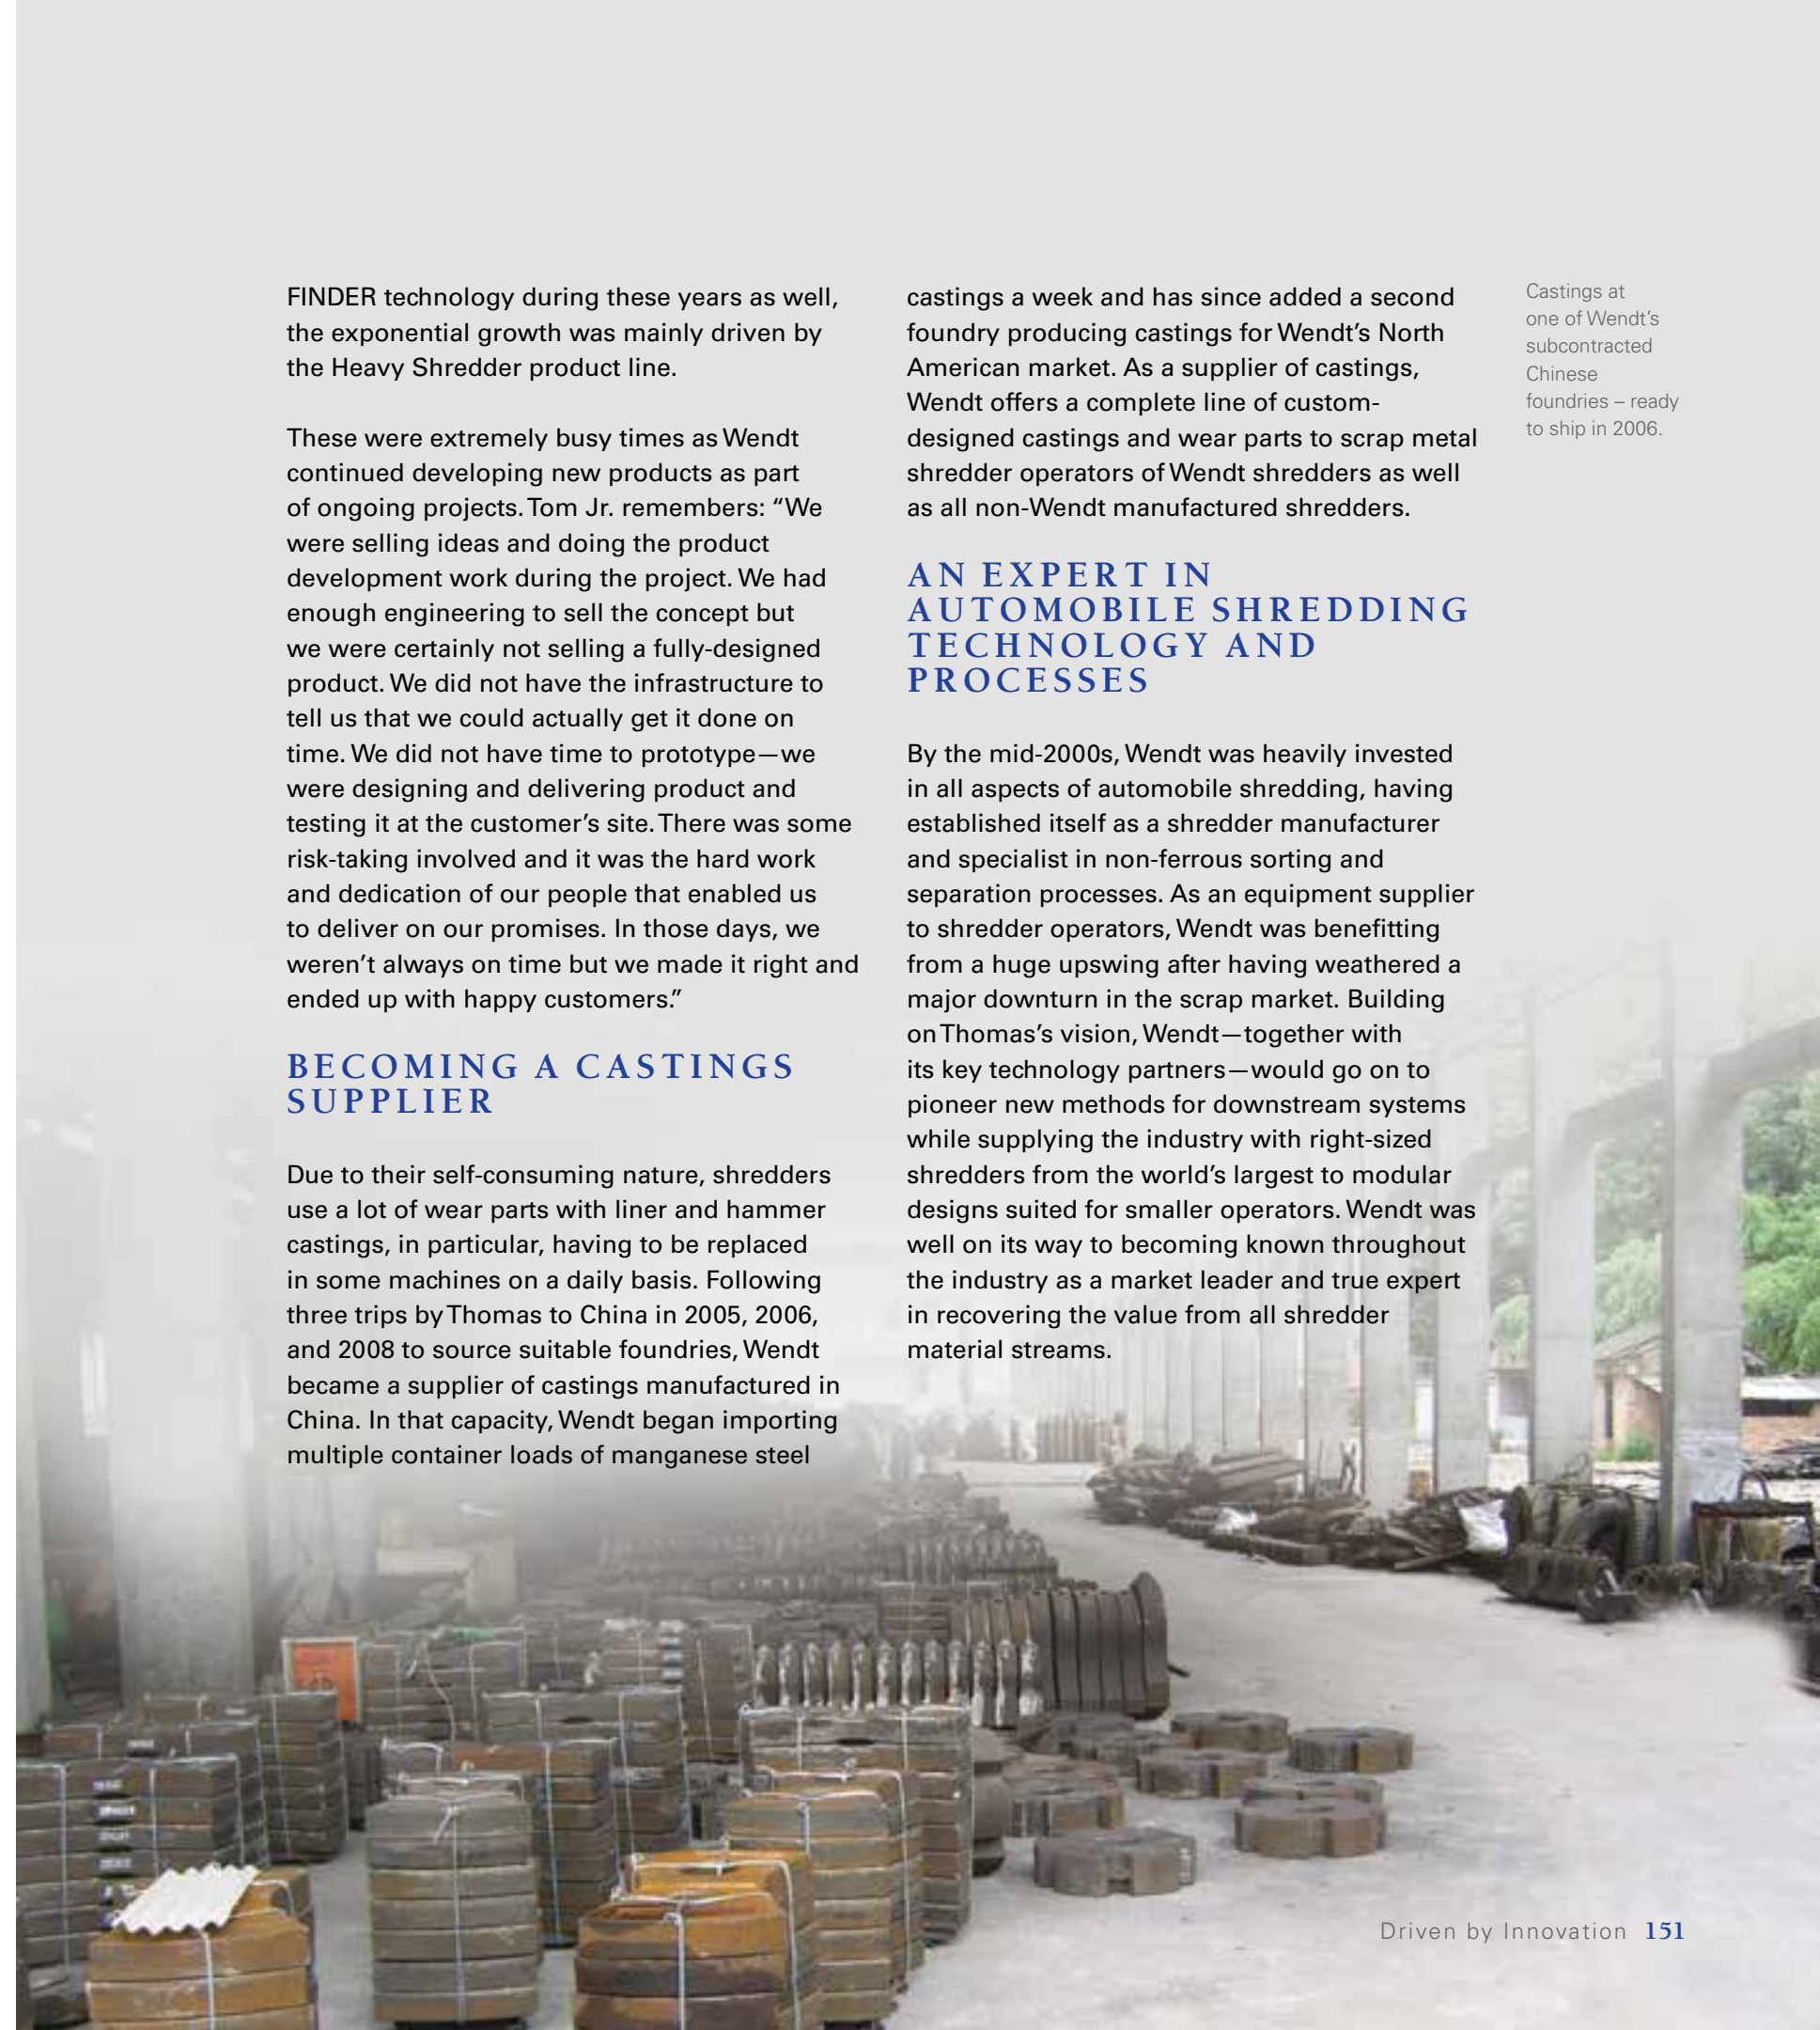 FINDER technology during these years as well,
the exponential growth was mainly driven by
the Heavy Shredder product line.
These were extremely busy times as Wendt
continued developing new products as part
of ongoing projects. Tom Jr. remembers: “We
were selling ideas and doing the product
development work during the project. We had
enough engineering to sell the concept but
we were certainly not selling a fully-designed
product. We did not have the infrastructure to
tell us that we could actually get it done on
time. We did not have time to prototype—we
were designing and delivering product and
testing it at the customer’s site. There was some
risk-taking involved and it was the hard work
and dedication of our people that enabled us
to deliver on our promises. In those days, we
weren’t always on time but we made it right and
ended up with happy customers.”
BECOMING A CASTINGS
SUPPLIER
Due to their self-consuming nature, shredders
use a lot of wear parts with liner and hammer
castings, in particular, having to be replaced
in some machines on a daily basis. Following
three trips by Thomas to China in 2005, 2006,
and 2008 to source suitable foundries, Wendt
became a supplier of castings manufactured in
China. In that capacity, Wendt began importing
multiple container loads of manganese steel
castings a week and has since added a second
foundry producing castings for Wendt’s North
American market. As a supplier of castings,
Wendt offers a complete line of custom-
designed castings and wear parts to scrap metal
shredder operators of Wendt shredders as well
as all non-Wendt manufactured shredders.
AN EXPERT IN
AUTOMOBILE SHREDDING
TECHNOLOGY AND
PROCESSES
By the mid-2000s, Wendt was heavily invested
in all aspects of automobile shredding, having
established itself as a shredder manufacturer
and specialist in non-ferrous sorting and
separation processes. As an equipment supplier
to shredder operators, Wendt was benefitting
from a huge upswing after having weathered a
major downturn in the scrap market. Building
on Thomas’s vision, Wendt—together with
its key technology partners—would go on to
pioneer new methods for downstream systems
while supplying the industry with right-sized
shredders from the world’s largest to modular
designs suited for smaller operators. Wendt was
well on its way to becoming known throughout
the industry as a market leader and true expert
in recovering the value from all shredder
material streams.
Castings at
one of Wendt’s
subcontracted
Chinese
foundries – ready
to ship in 2006.
Driven by Innovation 151